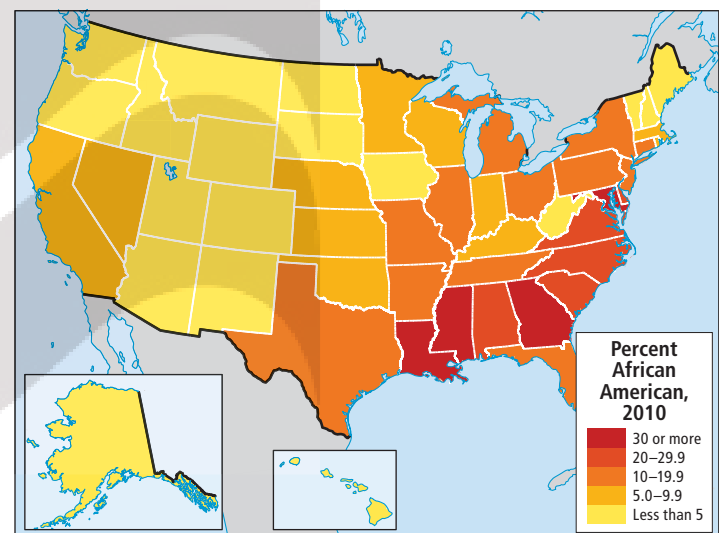 Percent
African
American,
2010
30 or more
20–29.9
10–19.9
5.0–9.9
Less than 5